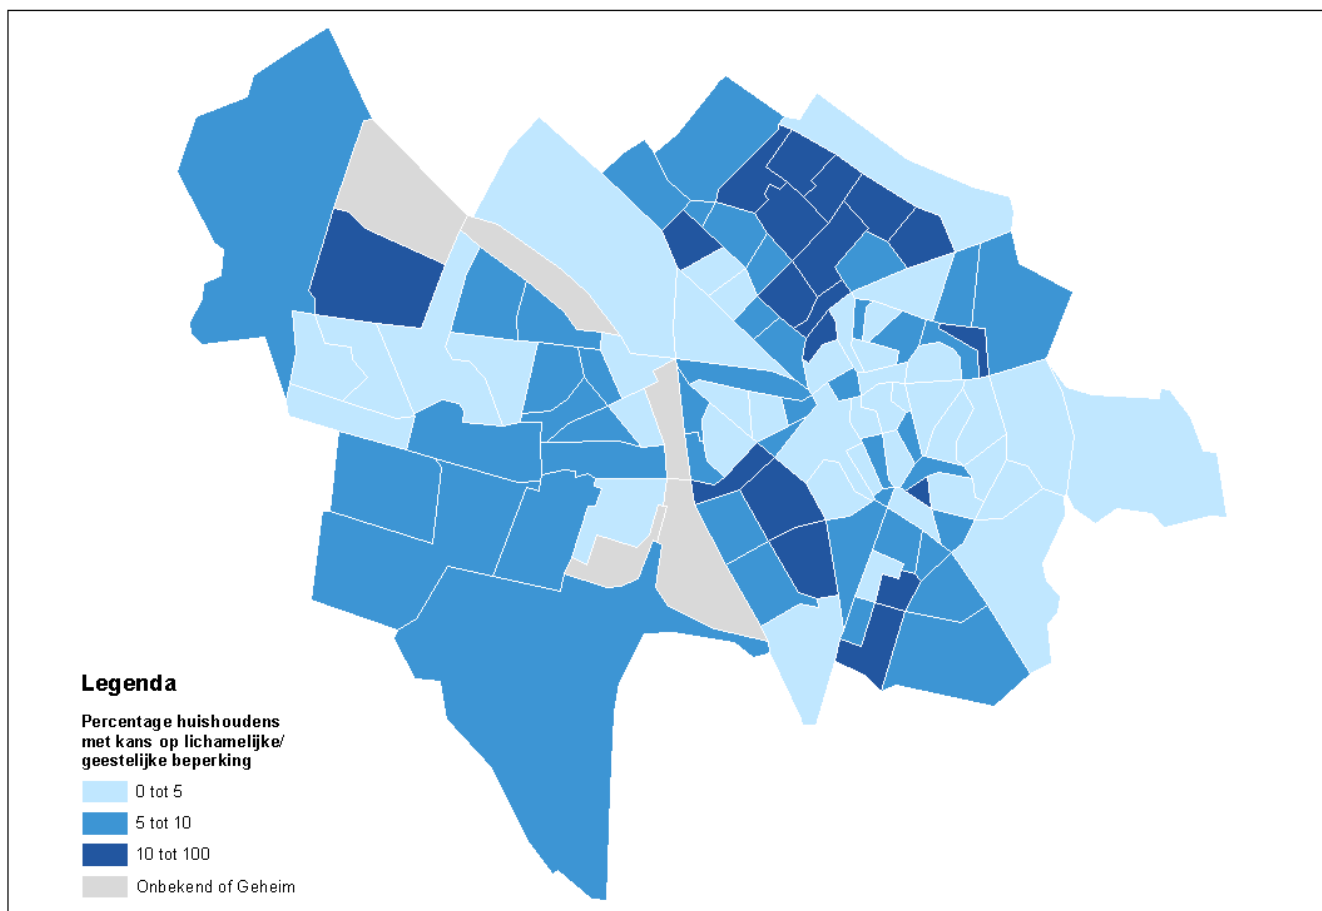 Legenda
Percentage huishoudens
met kans op lichamelijke/
geestelijke beperking
0 tot 5
5 tot 10
10 tot 100
Onbekend of Geheim